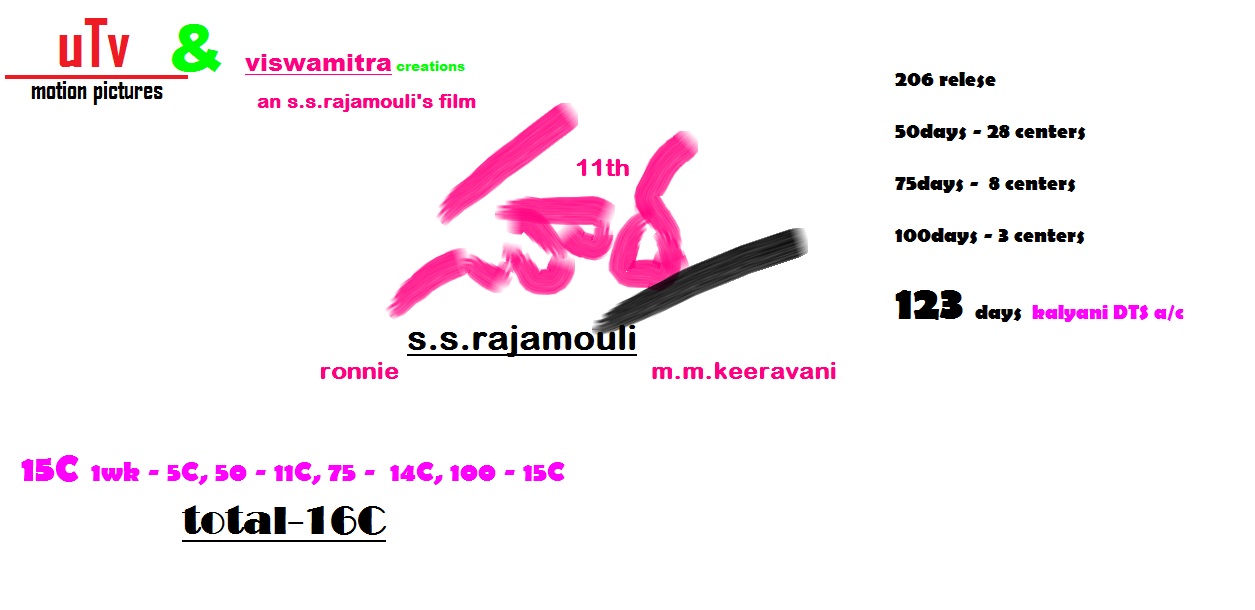 uTv &
motion pictures
viswamitra creations
an s.s.rajamouli's film
11th
s.s.rajamouli
ronnie
m.m.keeravani
206 relese
50days - 28 centers
75days - 8 centers
100days - 3 centers
123 days kalyani DTS a/c
15C 1wk - 5C, 50 - 11C, 75 - 14C, 100 - 15C
total-16C